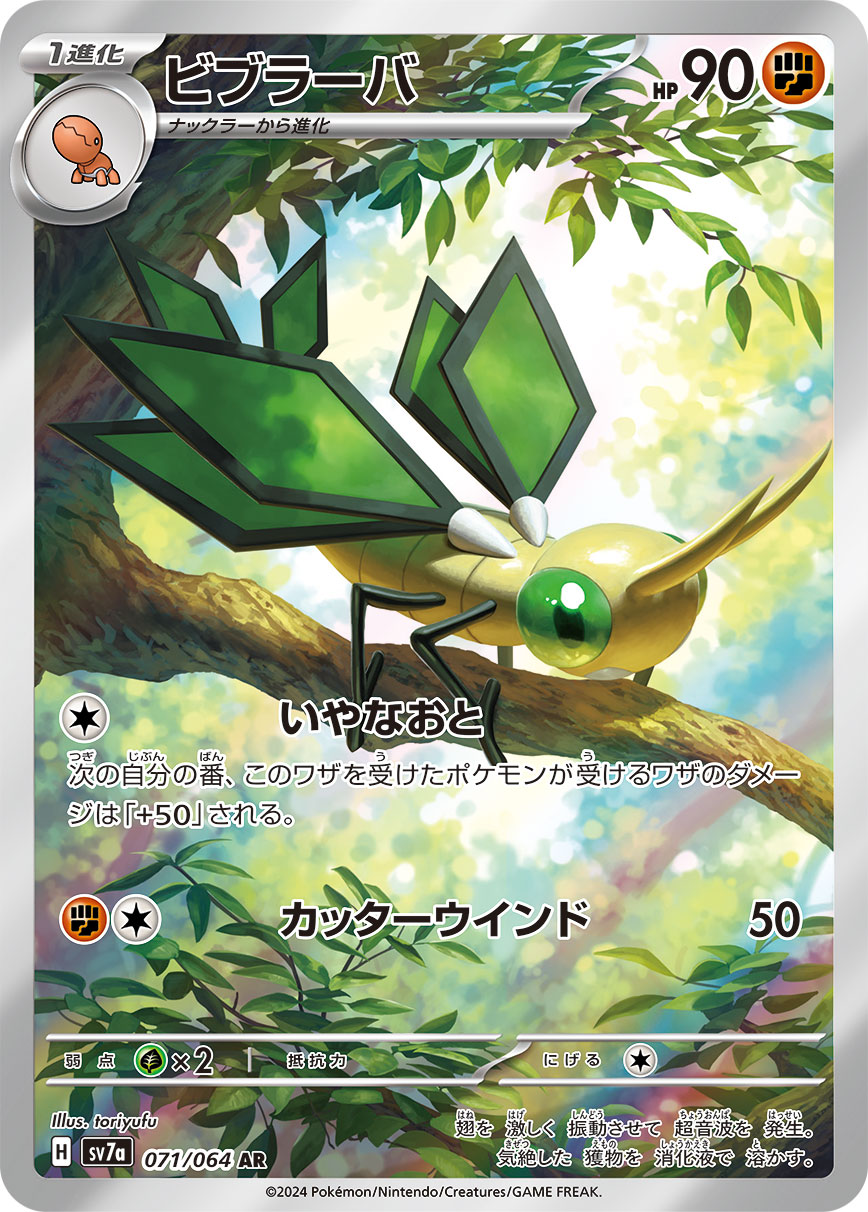 1進化
ビブラーバ
HP 90
ナックラーから進化
いやなおと
次の自分の番、このワザを受けたポケモンが受けるワザのダメー
ジは「+50」される。
カッターウインド 50
弱点 ×2 抵抗力 にげる
Illus. toriyufu
翅を 激しく 振動させて 超音波を 発生。
気絶した 獲物を 消化液で 溶かす。
H sv7a 071/064 AR
©2024 Pokémon/Nintendo/Creatures/GAME FREAK.